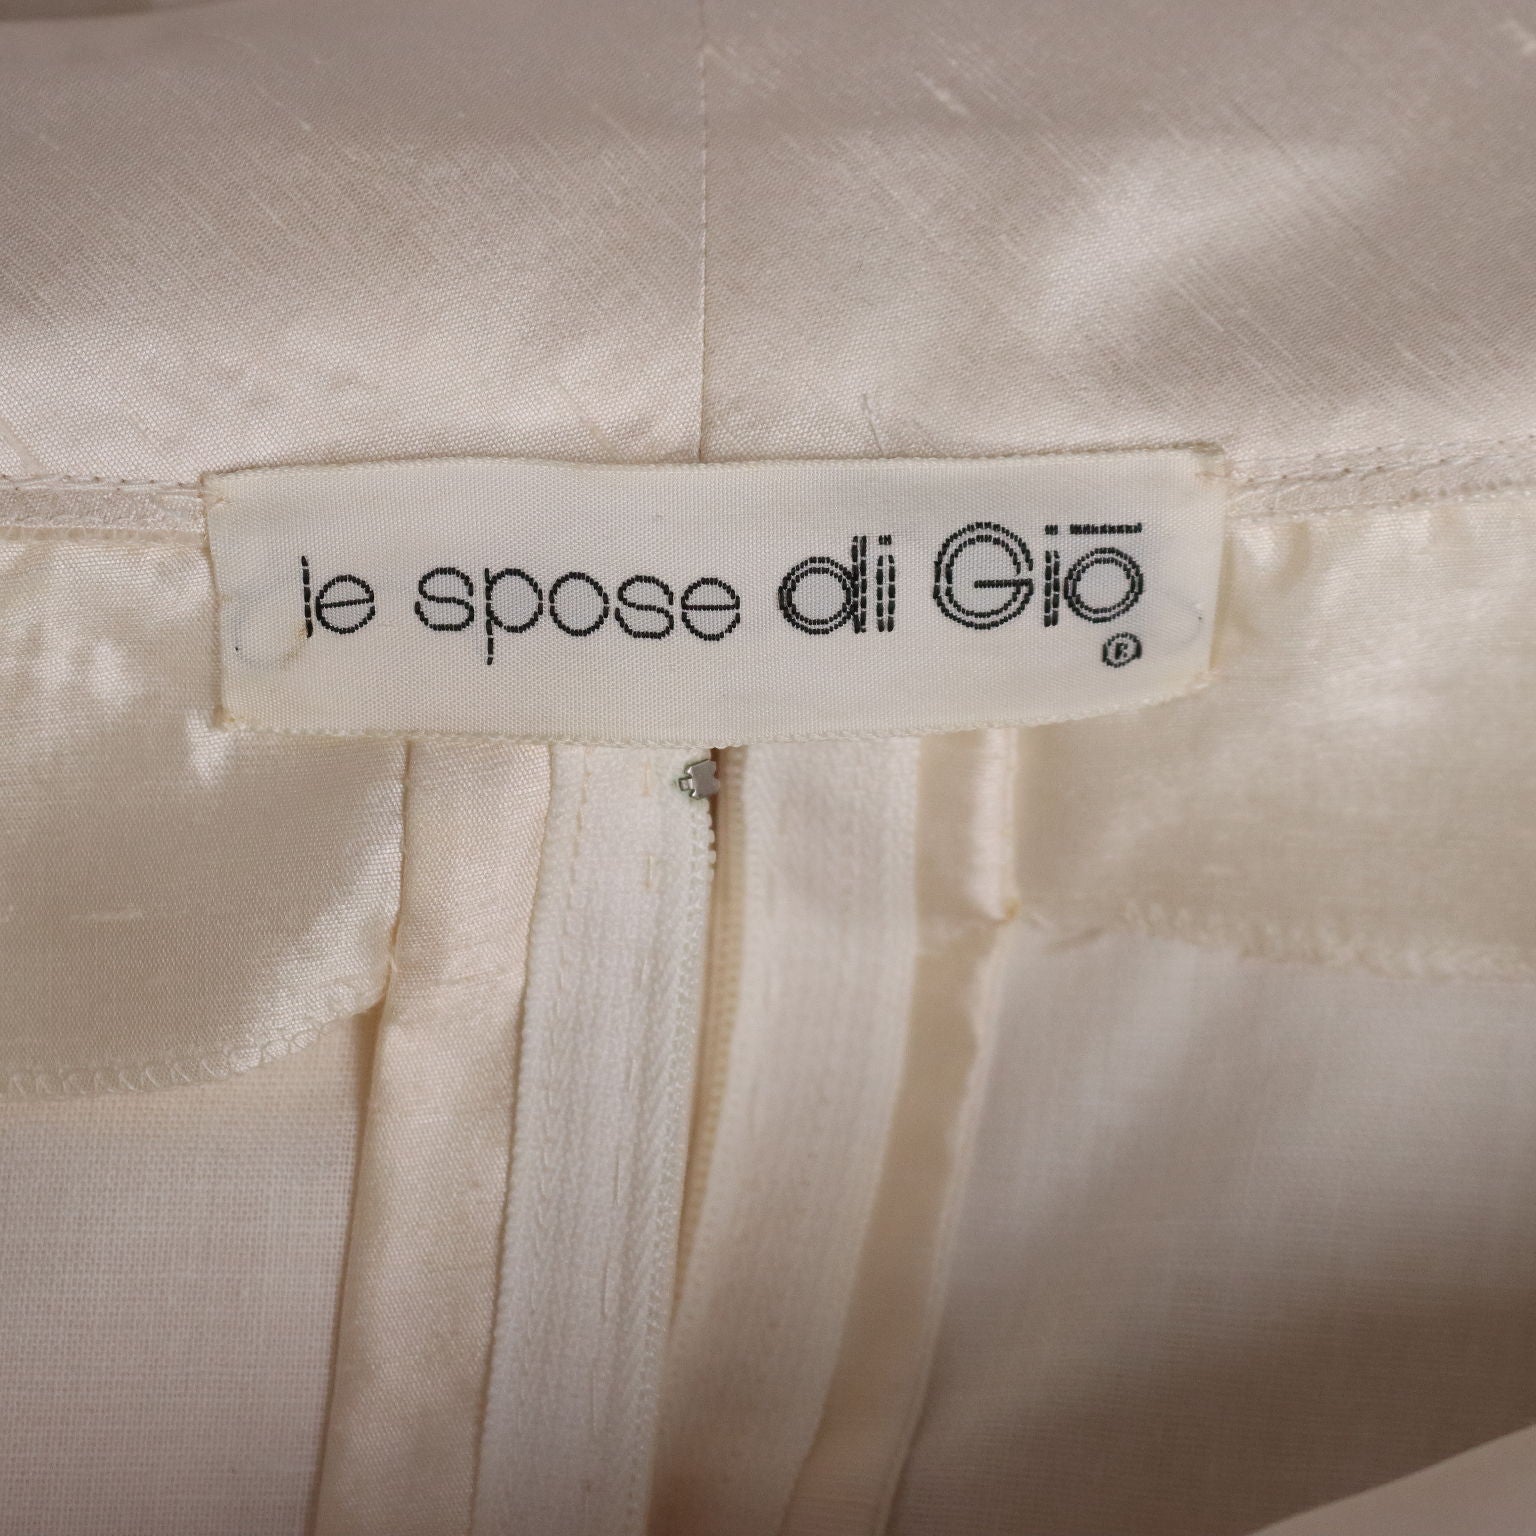 le spose di Giō
®